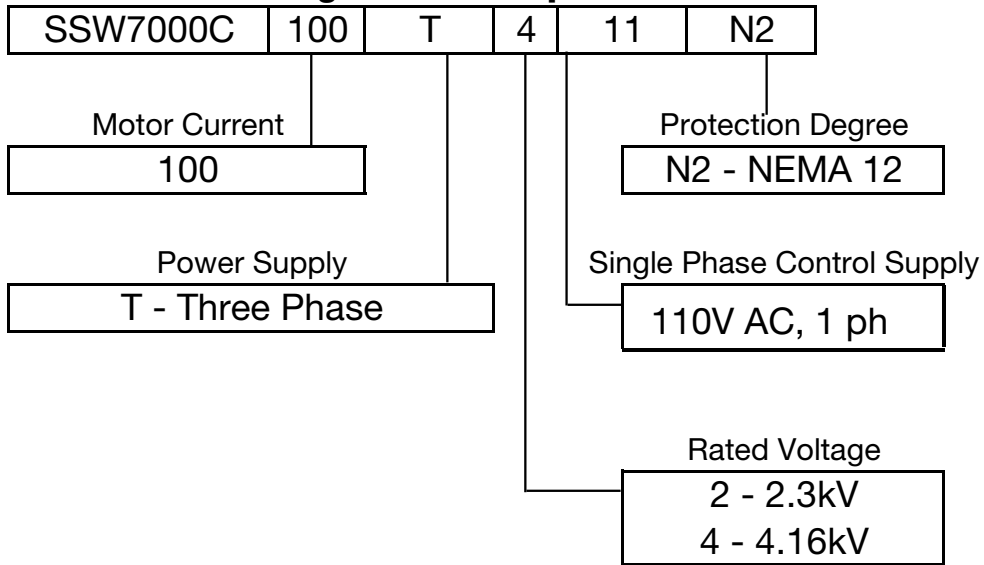 SSW7000C 100 T 4 11 N2
Motor Current
100
Protection Degree
N2 - NEMA 12
Power Supply
T - Three Phase
Single Phase Control Supply
110V AC, 1 ph
Rated Voltage
2 - 2.3kV
4 - 4.16kV